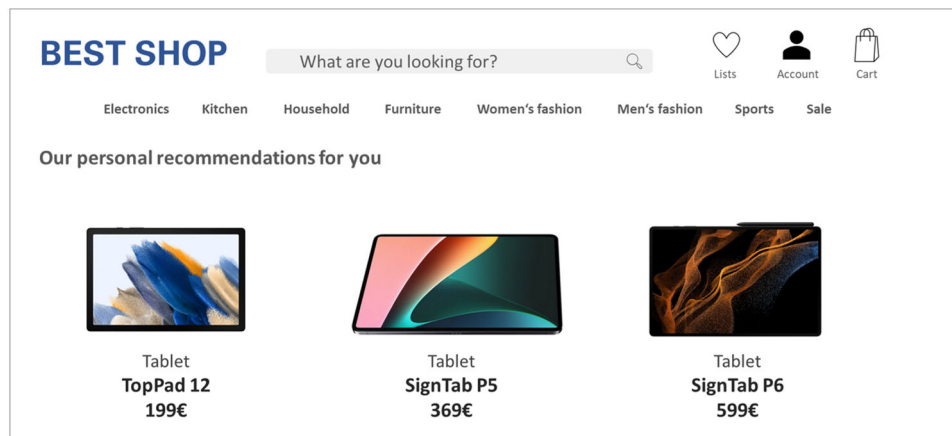 BEST SHOP
What are you looking for?
Lists Account Cart
Electronics Kitchen Household Furniture Women‘s fashion Men‘s fashion Sports Sale
Our personal recommendations for you
Tablet
TopPad 12
199€
Tablet
SignTab P5
369€
Tablet
SignTab P6
599€